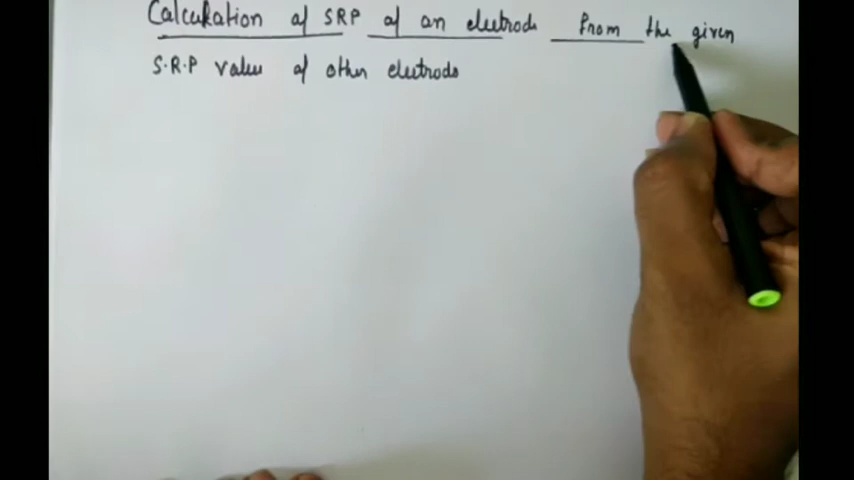 Calculation of SRP of an electrode from the given
S.R.P value of other electrode